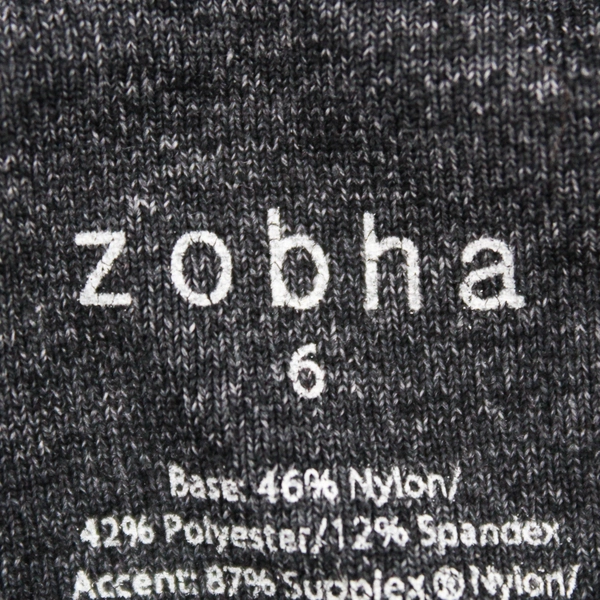 zobha
6
Base: 46% Nylon/
42% Polyester/12% Spandex
Accent: 87% Supplex® Nylon/